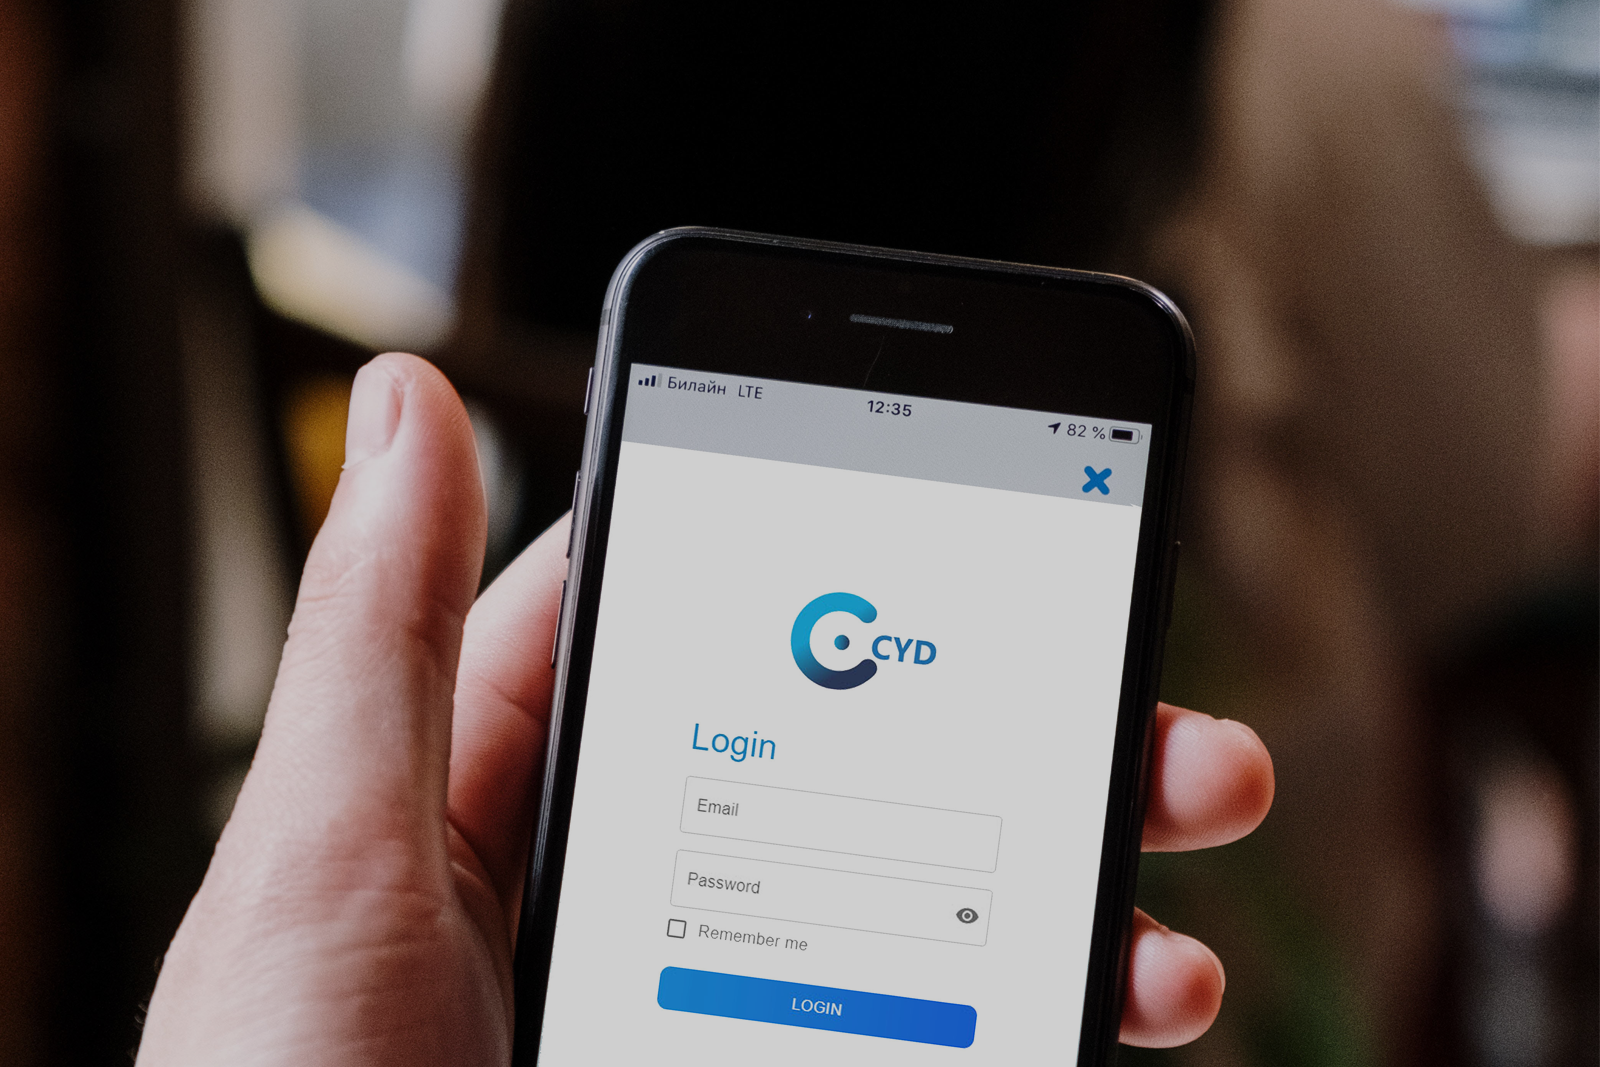 Билайн LTE 12:35 82 %
CYD
Login
Email
Password
Remember me
LOGIN